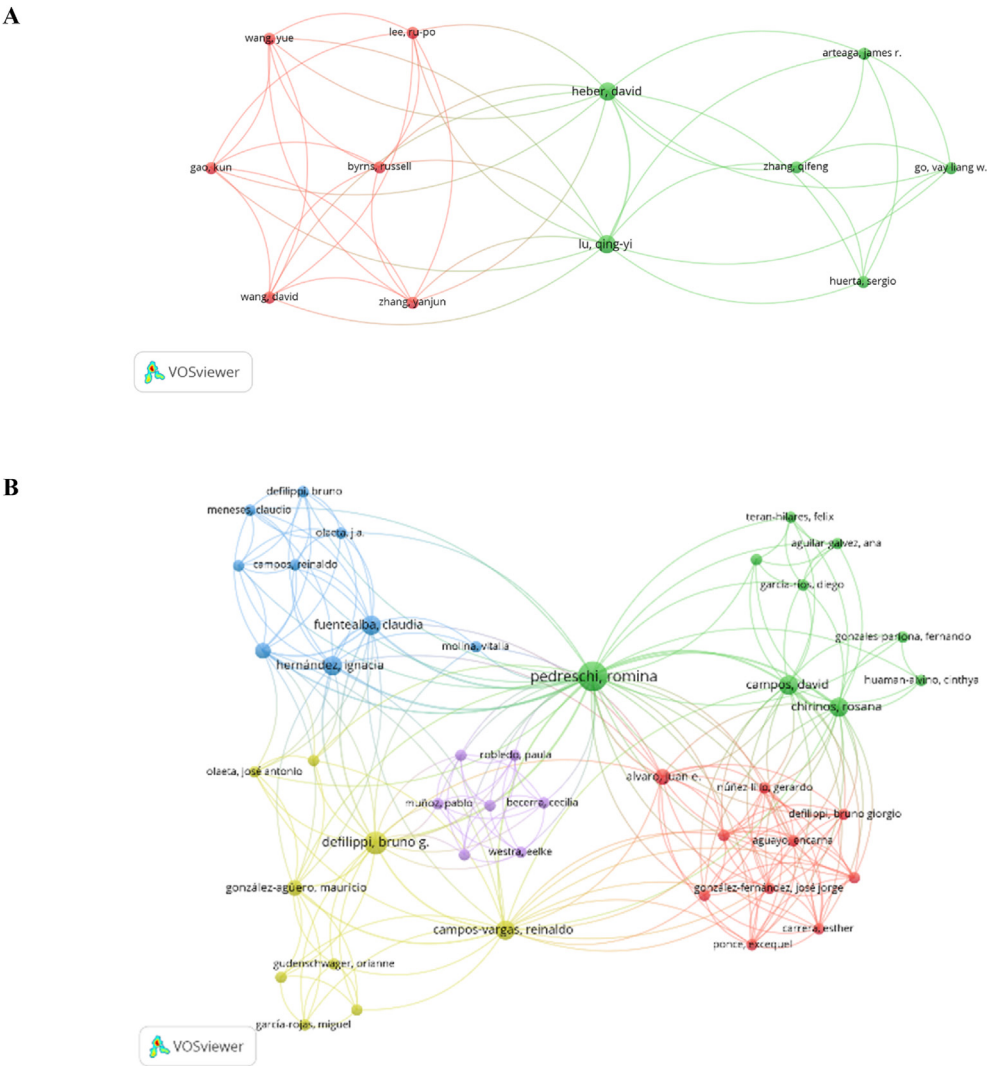 A
wang, yue
lee, ru-po
heber, david
arteaga, james r.
gao, kun
byrns, russell
zhang, qifeng
go, vay liang w.
lu, qing-yi
huerta, sergio
wang, david
zhang, yanjun
VOSviewer
B
defilippi, bruno
meneses, claudio
olaeta, j.a.
campos, reinaldo
fuentealba, claudia
hernández, ignacia
molina, vitalia
teran-hilares, felix
aguilar-galvez, ana
garcía-ríos, diego
gonzales-pariona, fernando
huaman-alvino, cinthya
pedreschi, romina
campos, david
chirinos, rosana
olaeta, josé antonio
robledo, paula
muñoz, pablo
becerra, cecilia
westra, eelke
alvaro, juan e.
núñez-lillo, gerardo
defilippi, bruno giorgio
aguayo, encarna
defilippi, bruno g.
gonzález-agüero, mauricio
gonzález-fernández, josé jorge
campos-vargas, reinaldo
carrera, esther
ponce, excequel
gudenschwager, orianne
garcía-rojas, miguel
VOSviewer